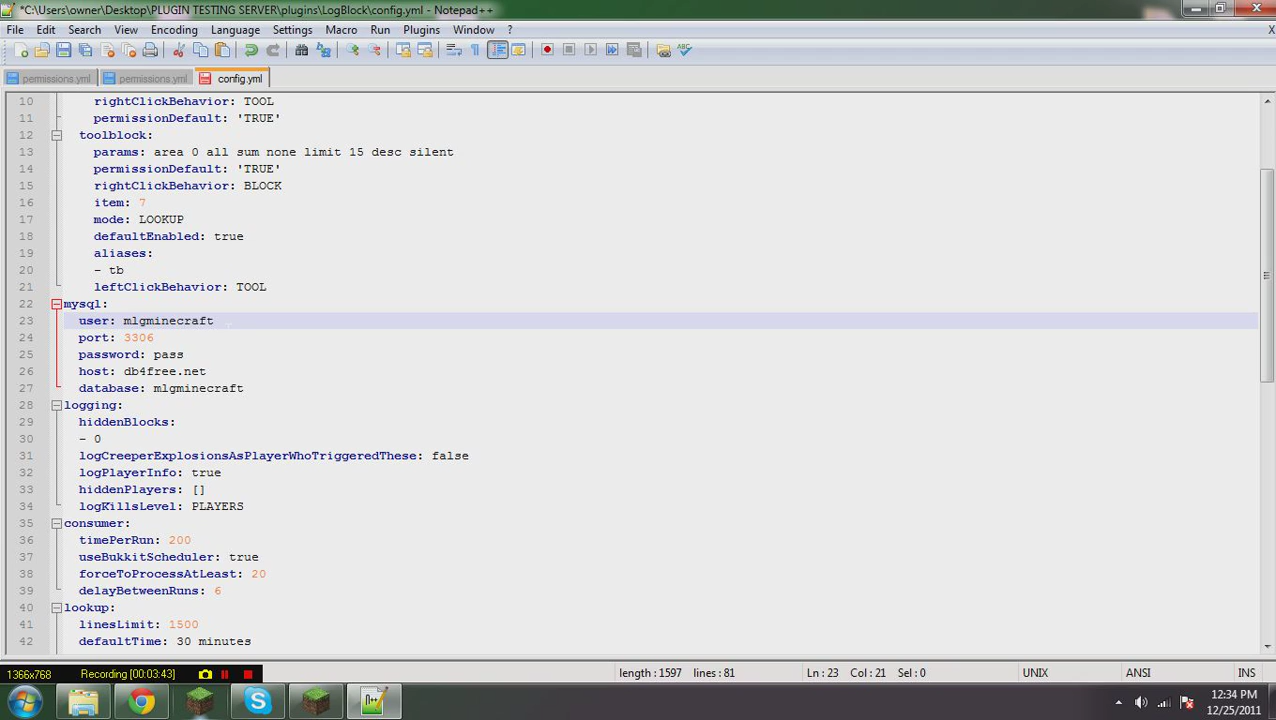 *C:\Users\owner\Desktop\PLUGIN TESTING SERVER\plugins\LogBlock\config.yml - Notepad++
File Edit Search View Encoding Language Settings Macro Run Plugins Window ? X
permissions.yml permissions.yml config.yml
10 rightClickBehavior: TOOL
11 permissionDefault: 'TRUE'
12 toolblock:
13 params: area 0 all sum none limit 15 desc silent
14 permissionDefault: 'TRUE'
15 rightClickBehavior: BLOCK
16 item: 7
17 mode: LOOKUP
18 defaultEnabled: true
19 aliases:
20 - tb
21 leftClickBehavior: TOOL
22 mysql:
23 user: mlgminecraft
24 port: 3306
25 password: pass
26 host: db4free.net
27 database: mlgminecraft
28 logging:
29 hiddenBlocks:
30 - 0
31 logCreeperExplosionsAsPlayerWhoTriggeredThese: false
32 logPlayerInfo: true
33 hiddenPlayers: []
34 logKillsLevel: PLAYERS
35 consumer:
36 timePerRun: 200
37 useBukkitScheduler: true
38 forceToProcessAtLeast: 20
39 delayBetweenRuns: 6
40 lookup:
41 linesLimit: 1500
42 defaultTime: 30 minutes
1366x768 Recording [00:03:43] length : 1597 lines : 81 Ln : 23 Col : 21 Sel : 0 UNIX ANSI INS
12:34 PM
12/25/2011